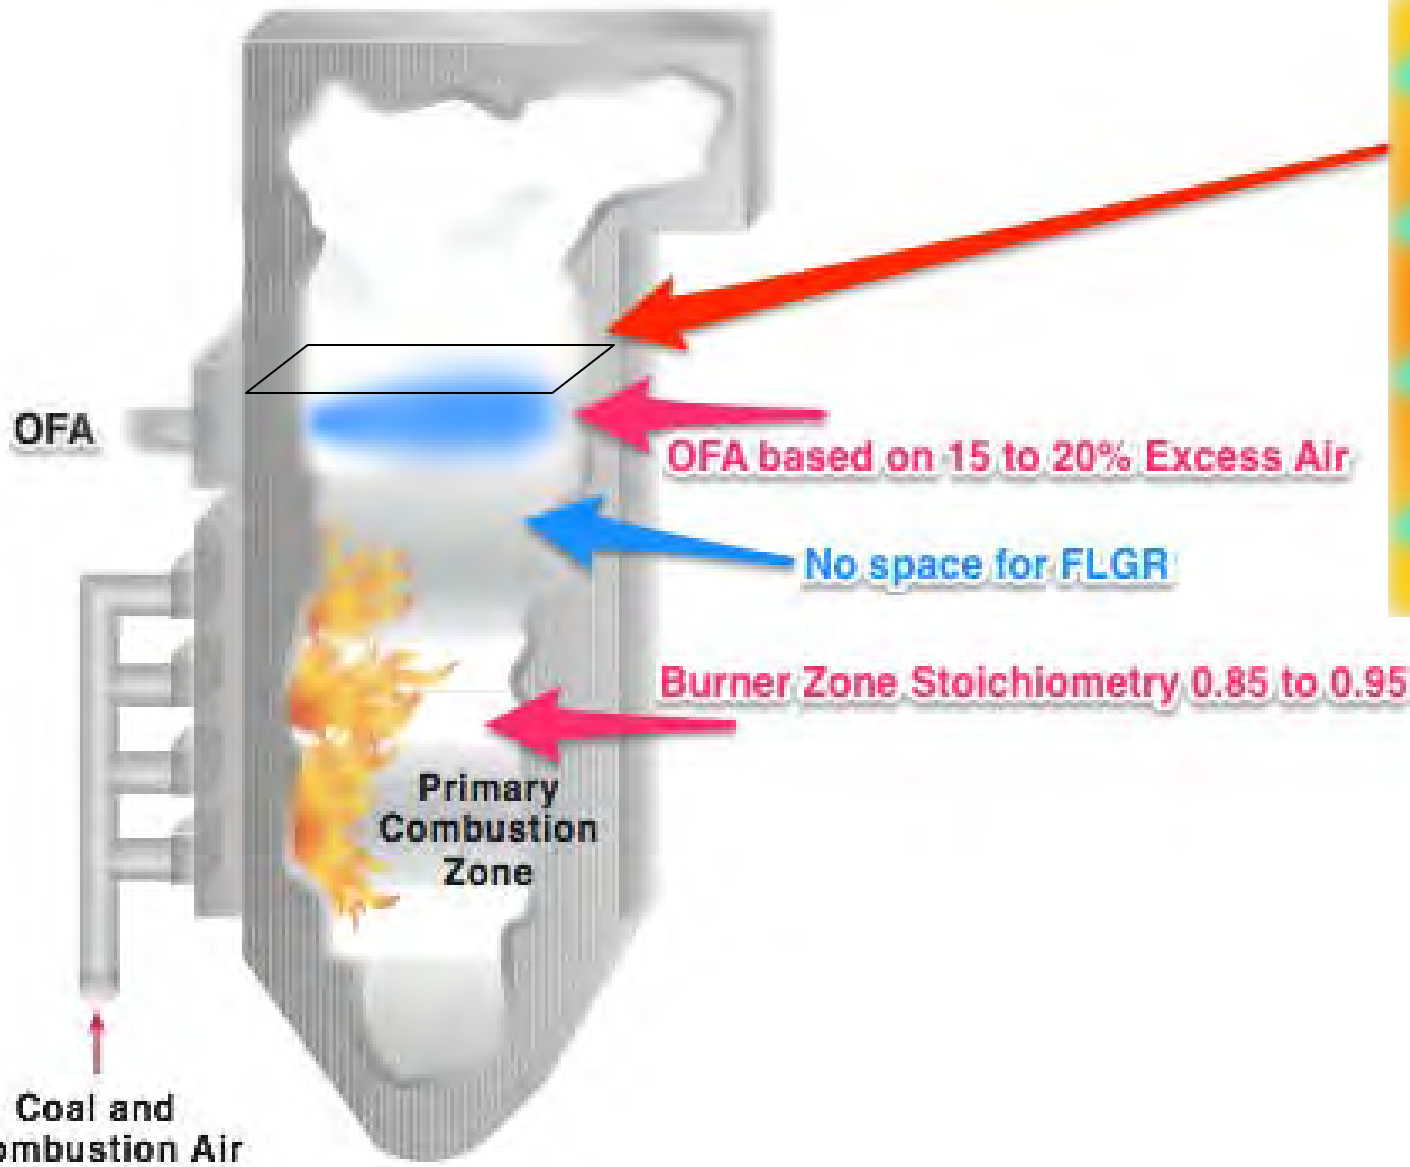 OFA
OFA based on 15 to 20% Excess Air
No space for FLGR
Burner Zone Stoichiometry 0.85 to 0.95
Primary
Combustion
Zone
Coal and
ombustion Air